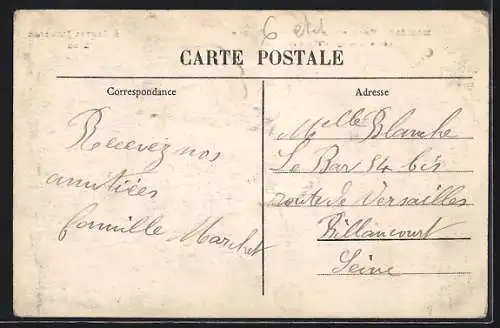 CARTE POSTALE
Correspondance
Recevez nos
amitiées
famille Marchet
Adresse
Melle Blanche
Le Bar 84 bis
route de Versailles
Billancourt
Seine